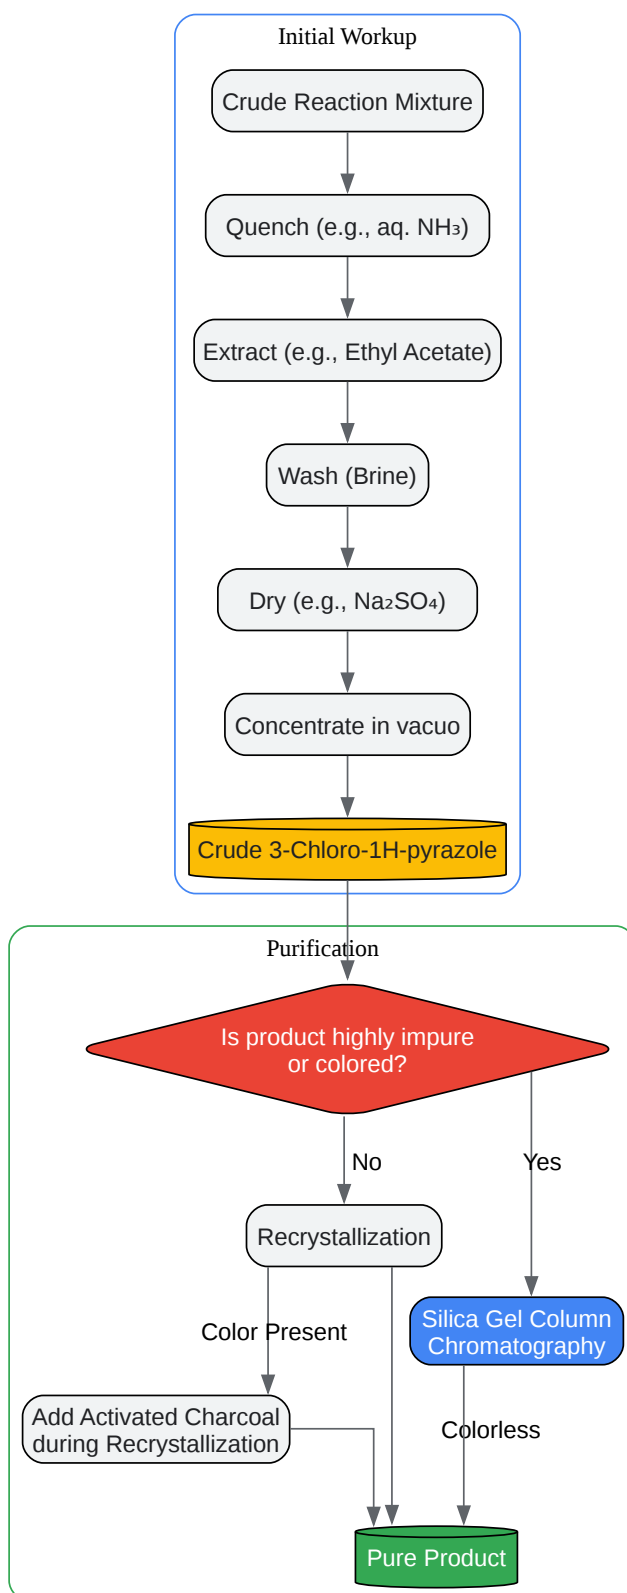 Initial Workup
Crude Reaction Mixture
Quench (e.g., aq. NH₃)
Extract (e.g., Ethyl Acetate)
Wash (Brine)
Dry (e.g., Na₂SO₄)
Concentrate in vacuo
Crude 3-Chloro-1H-pyrazole
Purification
Is product highly impure
or colored?
No
Yes
Recrystallization
Silica Gel Column
Chromatography
Color Present
Add Activated Charcoal
during Recrystallization
Colorless
Pure Product